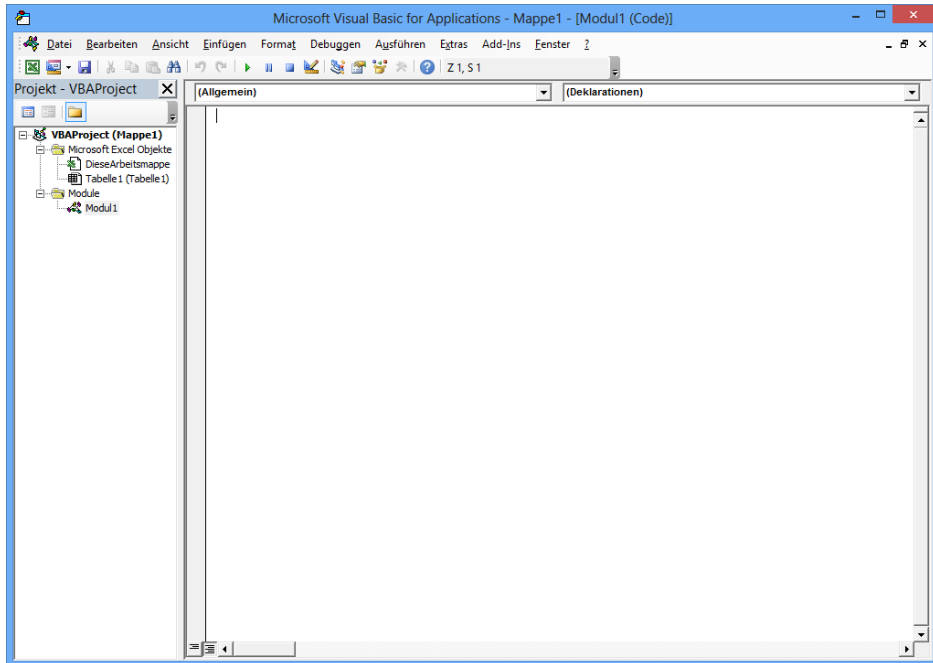 Microsoft Visual Basic for Applications - Mappe1 - [Modul1 (Code)]
Datei Bearbeiten Ansicht Einfügen Format Debuggen Ausführen Extras Add-Ins Fenster ?
Z 1, S 1
Projekt - VBAProject
(Allgemein) (Deklarationen)
VBAProject (Mappe1)
Microsoft Excel Objekte
DieseArbeitsmappe
Tabelle1 (Tabelle1)
Module
Modul1